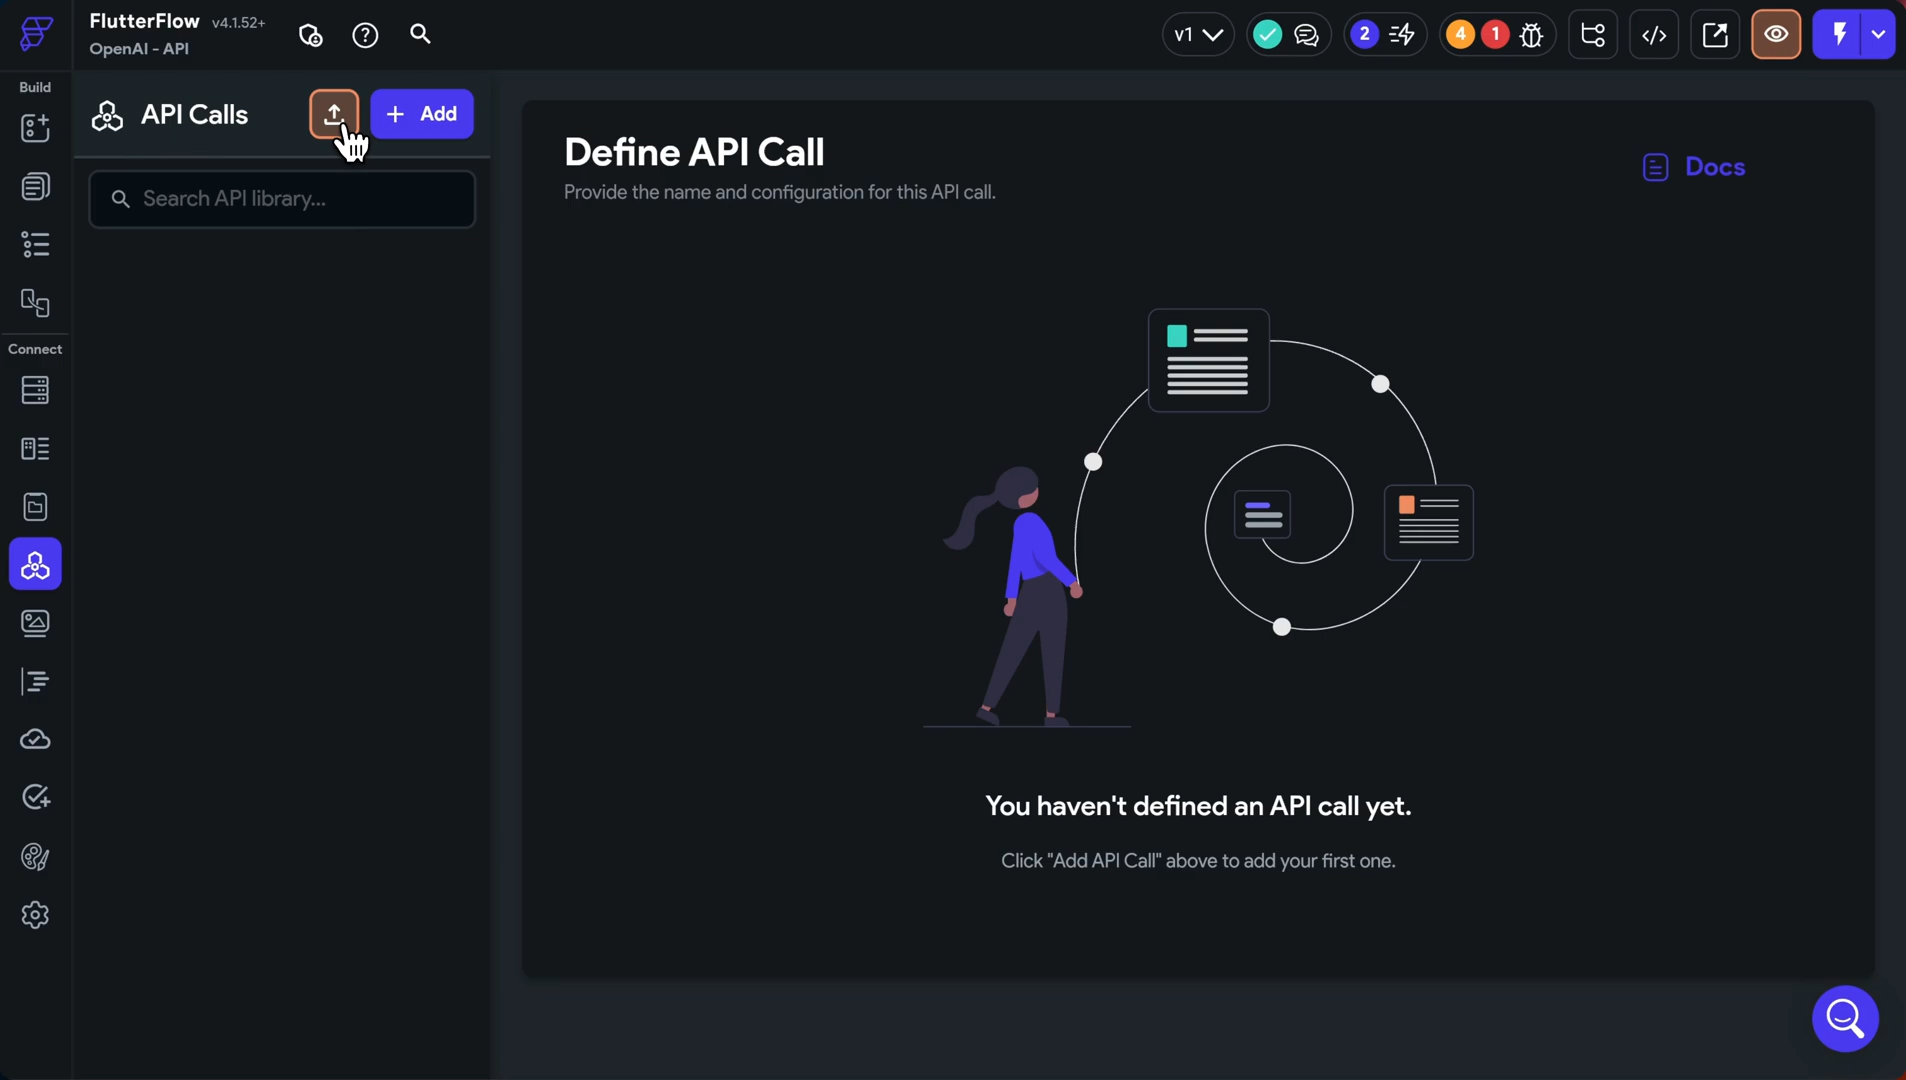 FlutterFlow v4.1.52+
OpenAI - API
v1
2
4
1
Build
Connect
API Calls
+ Add
Search API library...
Define API Call
Provide the name and configuration for this API call.
Docs
You haven't defined an API call yet.
Click "Add API Call" above to add your first one.